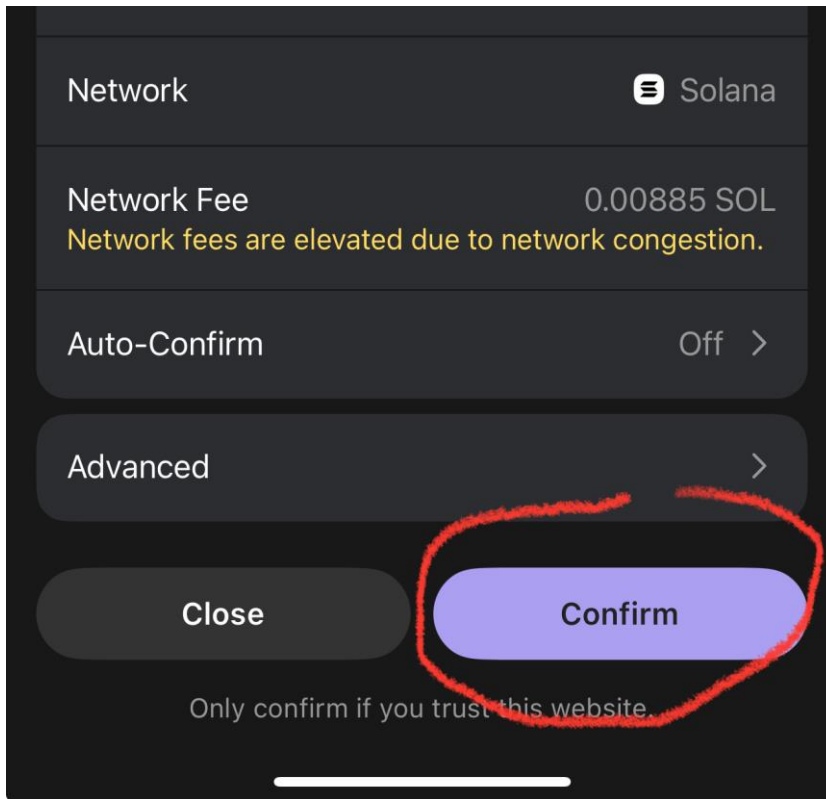 Network
Solana
Network Fee
0.00885 SOL
Network fees are elevated due to network congestion.
Auto-Confirm
Off
Advanced
Close
Confirm
Only confirm if you trust this website.